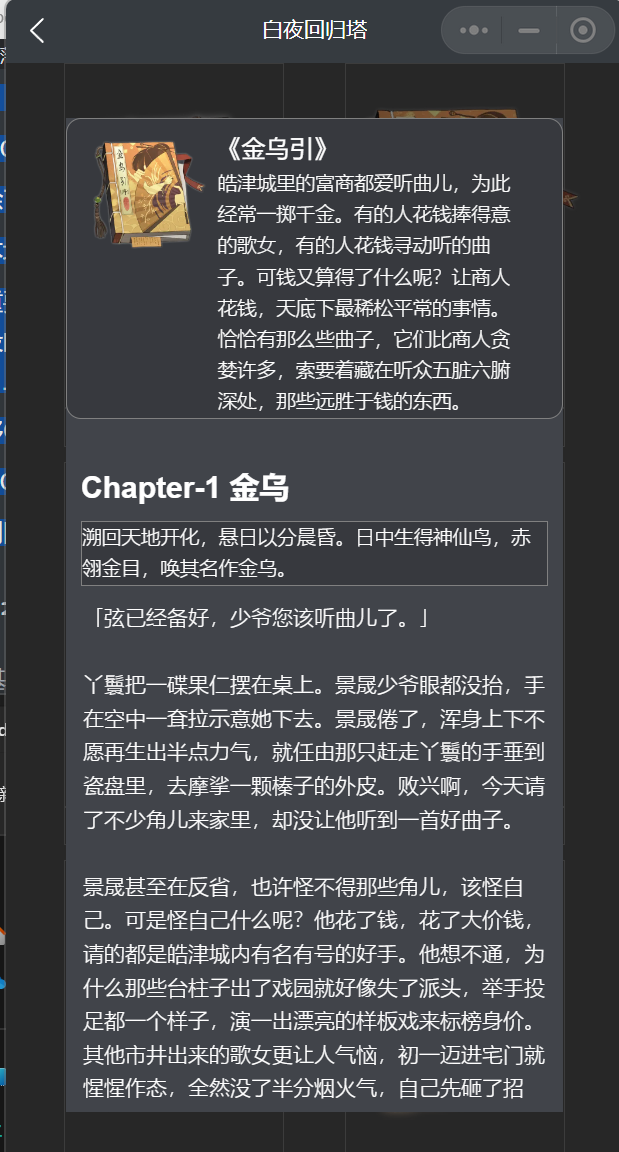 白夜回归塔
《金乌引》
皓津城里的富商都爱听曲儿，为此
经常一掷千金。有的人花钱捧得意
的歌女，有的人花钱寻动听的曲
子。可钱又算得了什么呢？让商人
花钱，天底下最稀松平常的事情。
恰恰有那么些曲子，它们比商人贪
婪许多，索要着藏在听众五脏六腑
深处，那些远胜于钱的东西。
Chapter-1 金乌
溯回天地开化，悬日以分晨昏。日中生得神仙鸟，赤
翎金目，唤其名作金乌。
「弦已经备好，少爷您该听曲儿了。」
丫鬟把一碟果仁摆在桌上。景晟少爷眼都没抬，手
在空中一耷拉示意她下去。景晟倦了，浑身上下不
愿再生出半点力气，就任由那只赶走丫鬟的手垂到
瓷盘里，去摩挲一颗榛子的外皮。败兴啊，今天请
了不少角儿来家里，却没让他听到一首好曲子。
景晟甚至在反省，也许怪不得那些角儿，该怪自
己。可是怪自己什么呢？他花了钱，花了大价钱，
请的都是皓津城内有名有号的好手。他想不通，为
什么那些台柱子出了戏园就好像失了派头，举手投
足都一个样子，演一出漂亮的样板戏来标榜身价。
其他市井出来的歌女更让人气恼，初一迈进宅门就
惺惺作态，全然没了半分烟火气，自己先砸了招